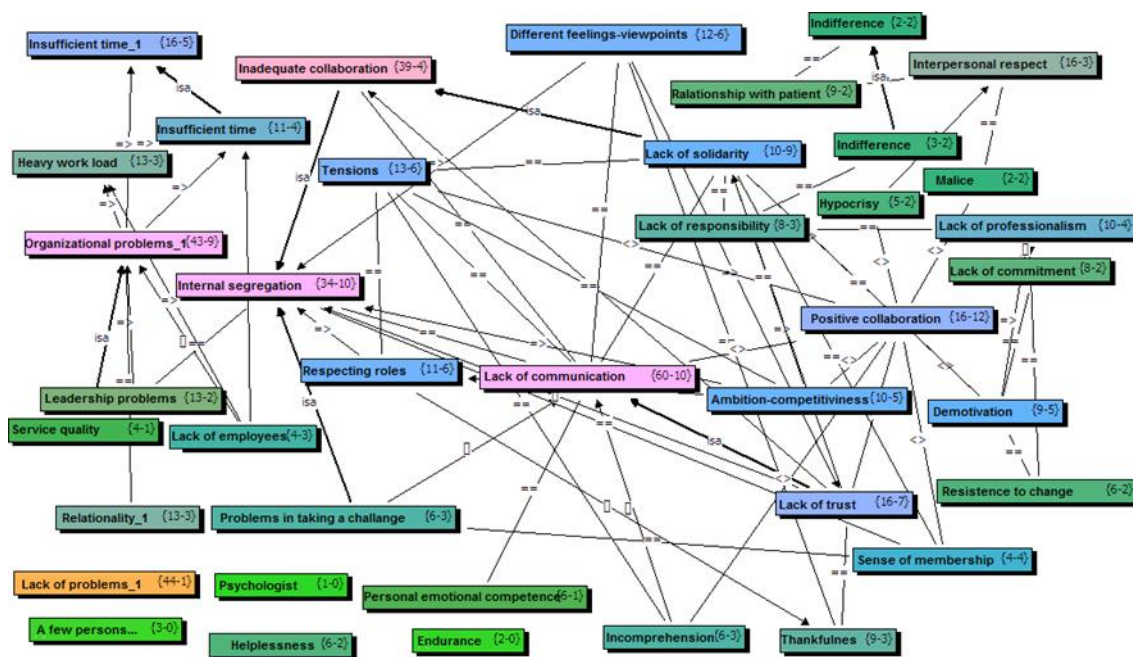 Insufficient time_1 {16-5}
Different feelings-viewpoints {12-6}
Indifference {2-2}
Inadequate collaboration {39-4}
Interpersonal respect {16-3}
==
isa
==
isa
Ralationship with patient {9-2}
Insufficient time {11-4}
=> =>
Indifference {3-2}
Lack of solidarity {10-9}
Heavy work load {13-3}
Tensions {13-6}
=>
==
==
isa
=>
Malice {2-2}
Hypocrisy {5-2}
=>
Lack of responsibility {8-3}
Lack of professionalism {10-4}
Organizational problems_1 {43-9}
<>
<>
<>
Lack of commitment {8-2}
Internal segregation {34-10}
=>
Positive collaboration {16-12}
isa
=>
==
=>
==
=>
==
<>
<>
Respecting roles {11-6}
Lack of communication {60-10}
Leadership problems {13-2}
isa
Ambition-competitiviness {10-5}
Demotivation {9-5}
Service quality {4-1}
Lack of employees {4-3}
isa
<>
==
<>
Resistence to change {6-2}
Lack of trust {16-7}
Relationality_1 {13-3}
Problems in taking a challange {6-3}
==
==
Sense of membership {4-4}
Lack of problems_1 {44-1}
Psychologist {1-0}
Personal emotional competence {6-1}
A few persons... {3-0}
Helplessness {6-2}
Endurance {2-0}
Incomprehension {6-3}
Thankfulnes {9-3}